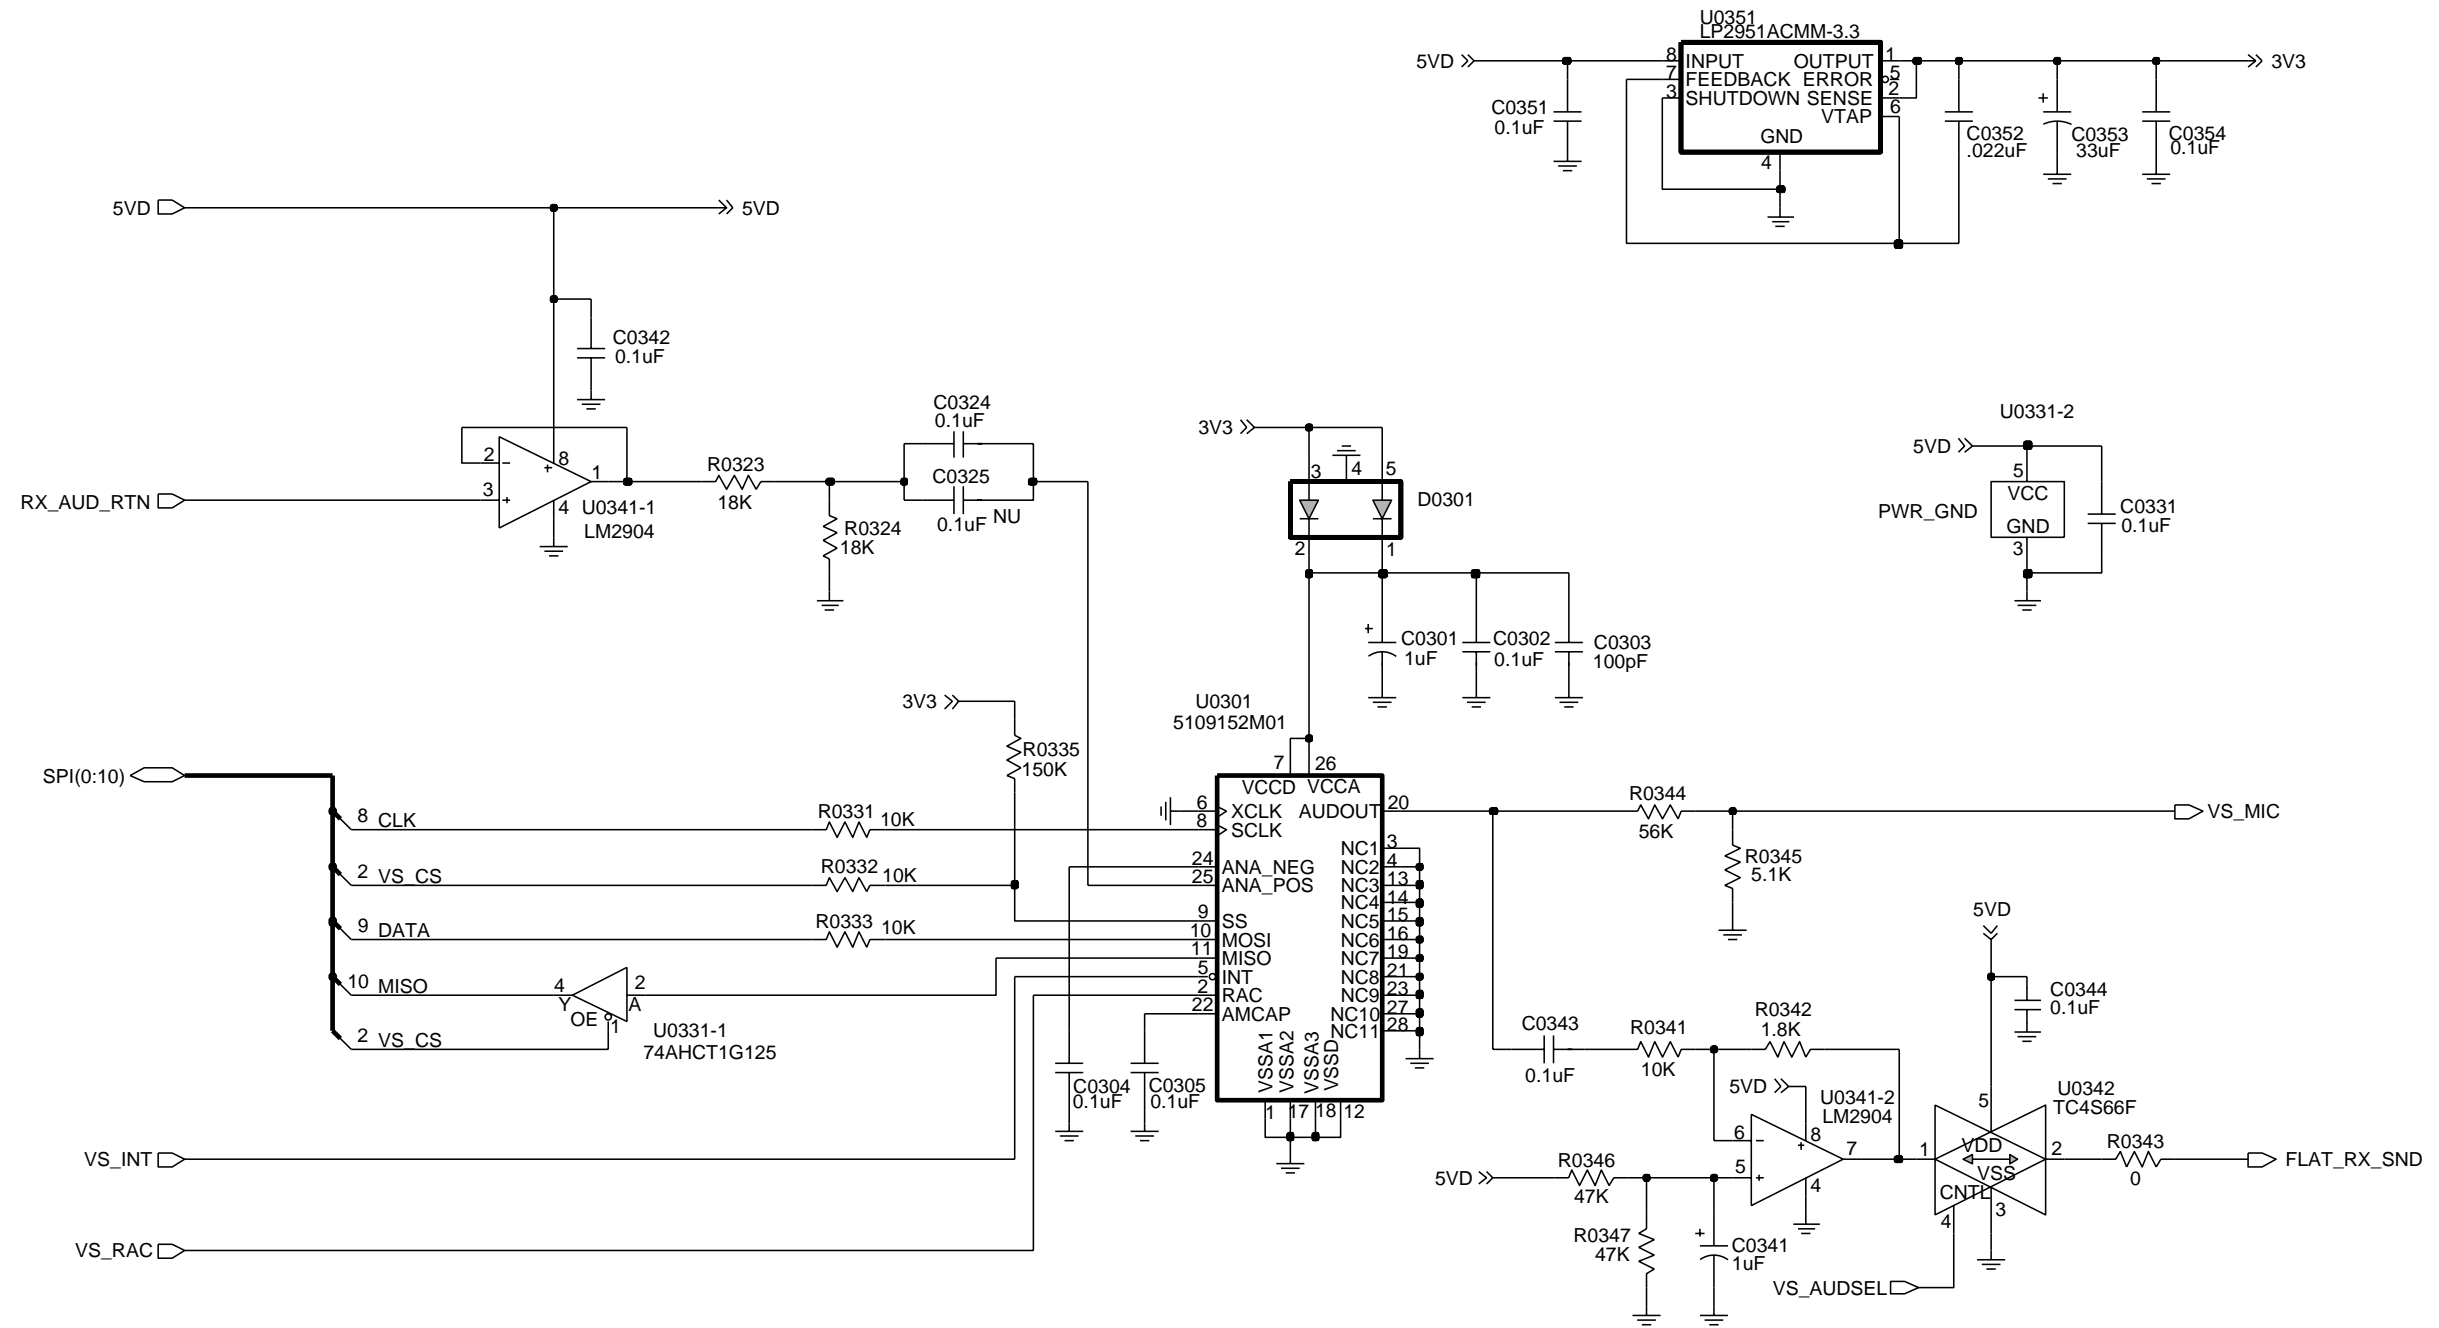 U0351
LP2951ACMM-3.3
5VD
8 INPUT OUTPUT 1
7 FEEDBACK ERROR 5
3 SHUTDOWN SENSE 2
VTAP 6
GND
4
3V3
C0351
0.1uF
C0352
.022uF
+
C0353
33uF
C0354
0.1uF
5VD
5VD
C0342
0.1uF
RX_AUD_RTN
2 -
3 +
+ 8
1
4
U0341-1
LM2904
R0323
18K
R0324
18K
C0324
0.1uF
C0325
0.1uF NU
3V3
3 4 5
D0301
2 1
+
C0301
1uF
C0302
0.1uF
C0303
100pF
U0331-2
5VD
5
VCC
PWR_GND
GND
3
C0331
0.1uF
3V3
R0335
150K
U0301
5109152M01
7 26
VCCD VCCA
6 XCLK
8 SCLK
24 ANA_NEG
25 ANA_POS
9 SS
10 MOSI
11 MISO
5 INT
2 RAC
22 AMCAP
AUDOUT 20
NC1 3
NC2 4
NC3 13
NC4 14
NC5 15
NC6 16
NC7 19
NC8 21
NC9 23
NC10 27
NC11 28
VSSA1
VSSA2
VSSA3
VSSD
1 17 18 12
SPI(0:10)
8 CLK
R0331 10K
2 VS_CS
R0332 10K
9 DATA
R0333 10K
10 MISO
4 2
Y A
OE 1
2 VS_CS
U0331-1
74AHCT1G125
C0304
0.1uF
C0305
0.1uF
VS_INT
VS_RAC
R0344
56K
VS_MIC
R0345
5.1K
C0343
0.1uF
R0341
10K
R0342
1.8K
5VD
U0341-2
LM2904
6 -
5 +
+ 8
7
4
5VD
R0346
47K
R0347
47K
+
C0341
1uF
5VD
C0344
0.1uF
5
U0342
TC4S66F
1 VDD 2
VSS
CNTL
4 3
R0343
0
FLAT_RX_SND
VS_AUDSEL